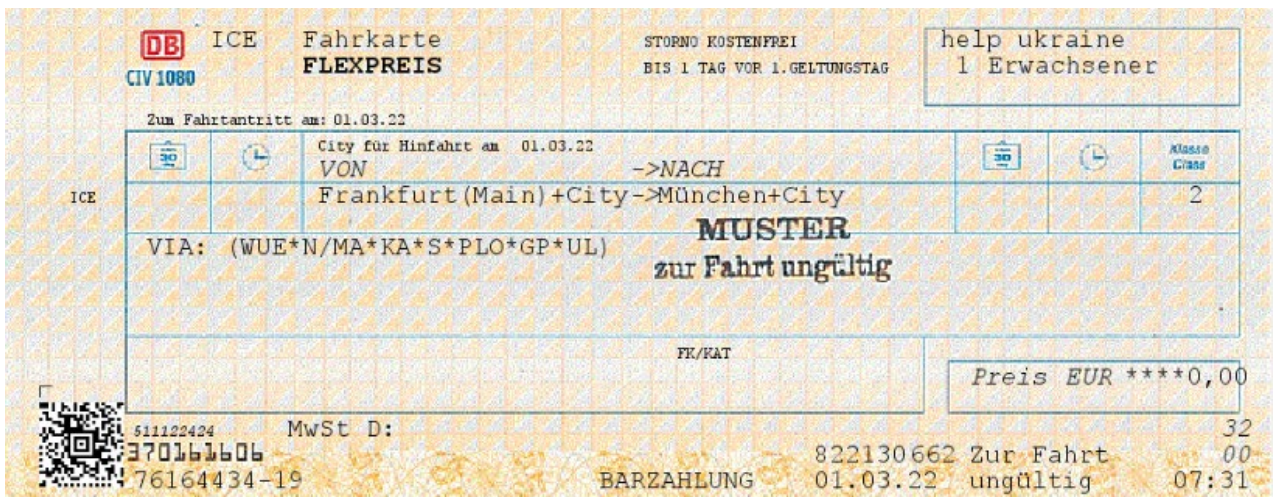 DB ICE Fahrkarte STORNO KOSTENFREI help ukraine
CIV 1080 FLEXPREIS BIS 1 TAG VOR 1.GELTUNGSTAG 1 Erwachsener
Zum Fahrtantritt am: 01.03.22
City für Hinfahrt am 01.03.22
30 VON ->NACH 30 Klasse
Class
ICE Frankfurt(Main)+City->München+City 2
MUSTER
VIA: (WUE*N/MA*KA*S*PLO*GP*UL)
zur Fahrt ungültig
FK/KAT
Preis EUR ****0,00
511122424 MwSt D: 32
370161606 822130662 Zur Fahrt 00
76164434-19 BARZAHLUNG 01.03.22 ungültig 07:31